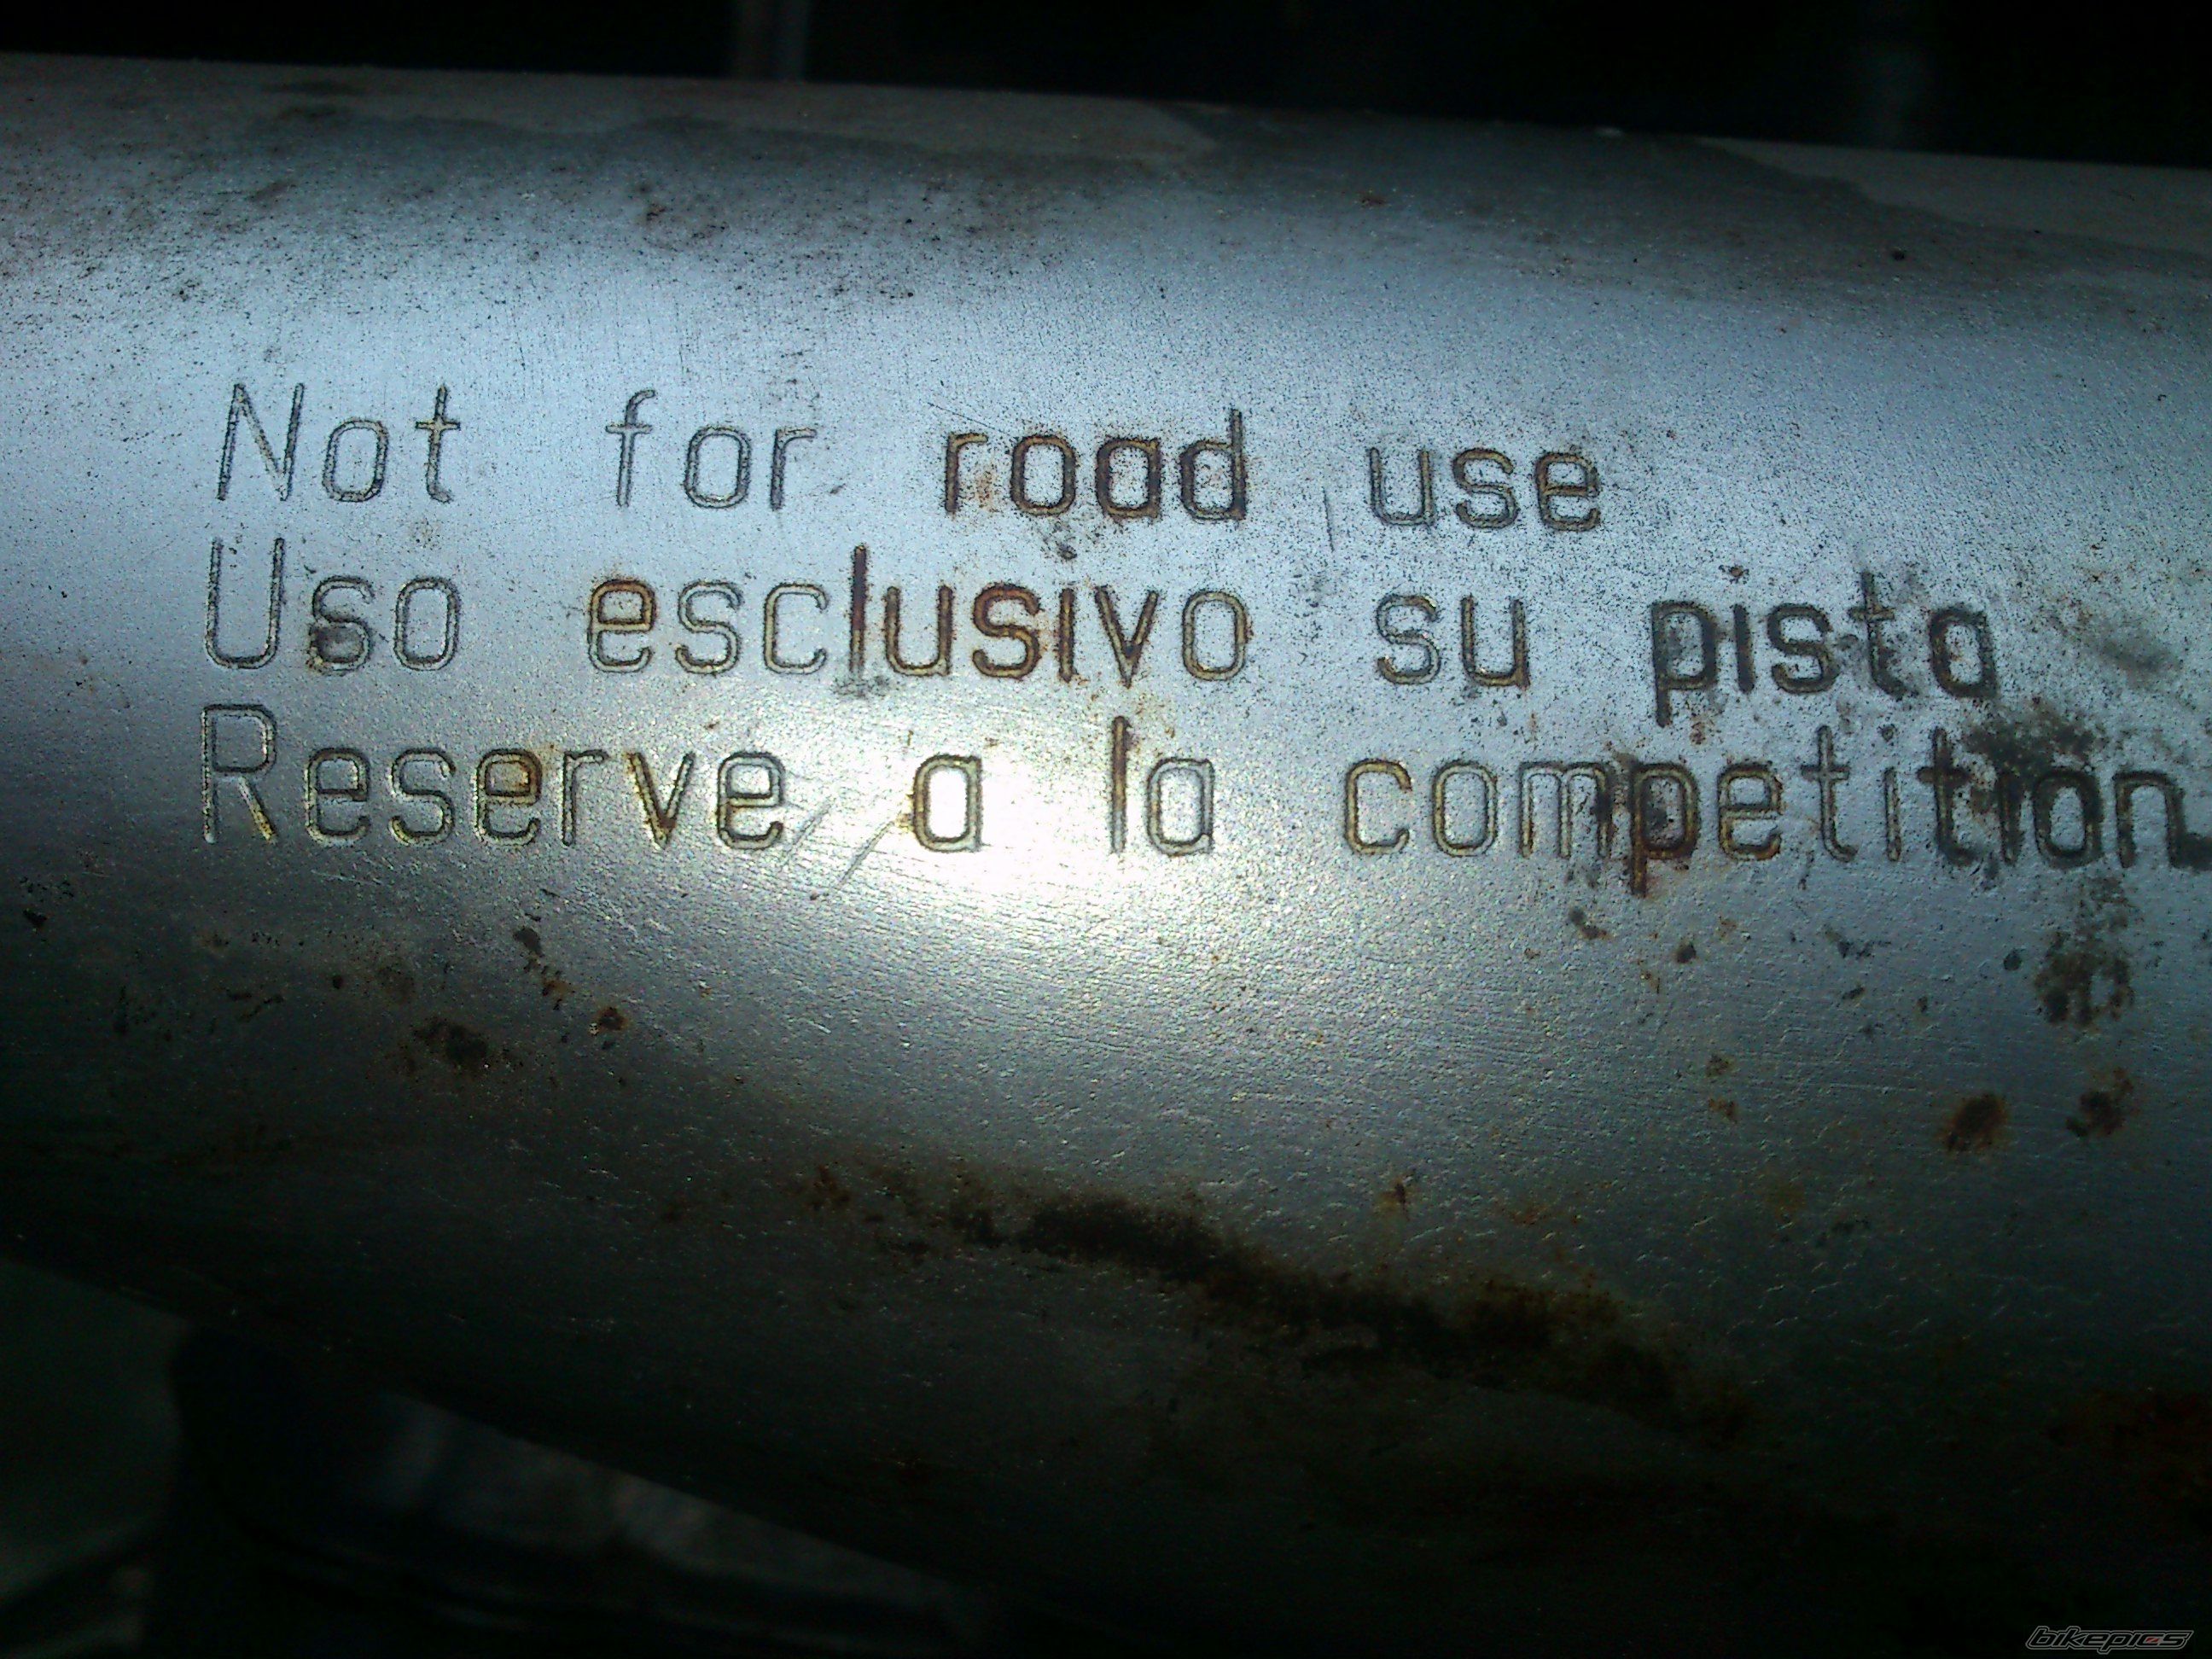 Not for road use
Uso esclusivo su pista
Reserve a la competition
bikepics